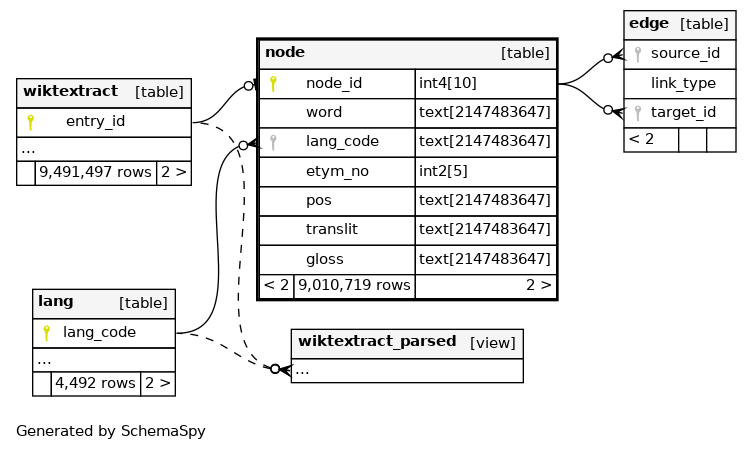 wiktextract [table]
entry_id
...
9,491,497 rows 2 >
lang [table]
lang_code
...
4,492 rows 2 >
node [table]
node_id int4[10]
word text[2147483647]
lang_code text[2147483647]
etym_no int2[5]
pos text[2147483647]
translit text[2147483647]
gloss text[2147483647]
< 2 9,010,719 rows 2 >
wiktextract_parsed [view]
...
edge [table]
source_id
link_type
target_id
< 2
Generated by SchemaSpy